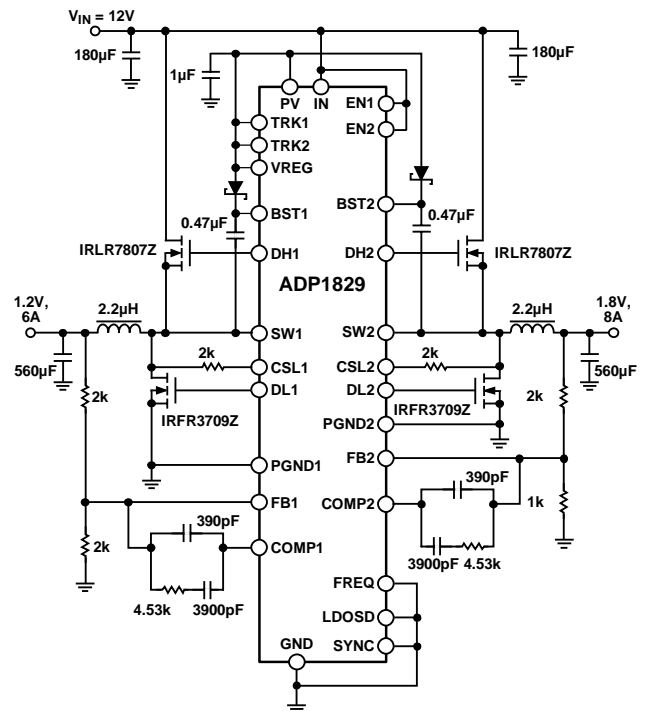 VIN = 12V
180µF
180µF
1µF
PV
IN
EN1
EN2
TRK1
TRK2
VREG
BST1
BST2
0.47µF
0.47µF
IRLR7807Z
DH1
DH2
IRLR7807Z
ADP1829
1.2V,
6A
2.2µH
SW1
SW2
2.2µH
1.8V,
8A
560µF
2k
CSL1
CSL2
2k
560µF
2k
DL1
DL2
2k
IRFR3709Z
IRFR3709Z
PGND2
PGND1
FB2
390pF
FB1
COMP2
1k
390pF
COMP1
2k
3900pF
4.53k
4.53k
3900pF
FREQ
LDOSD
GND
SYNC